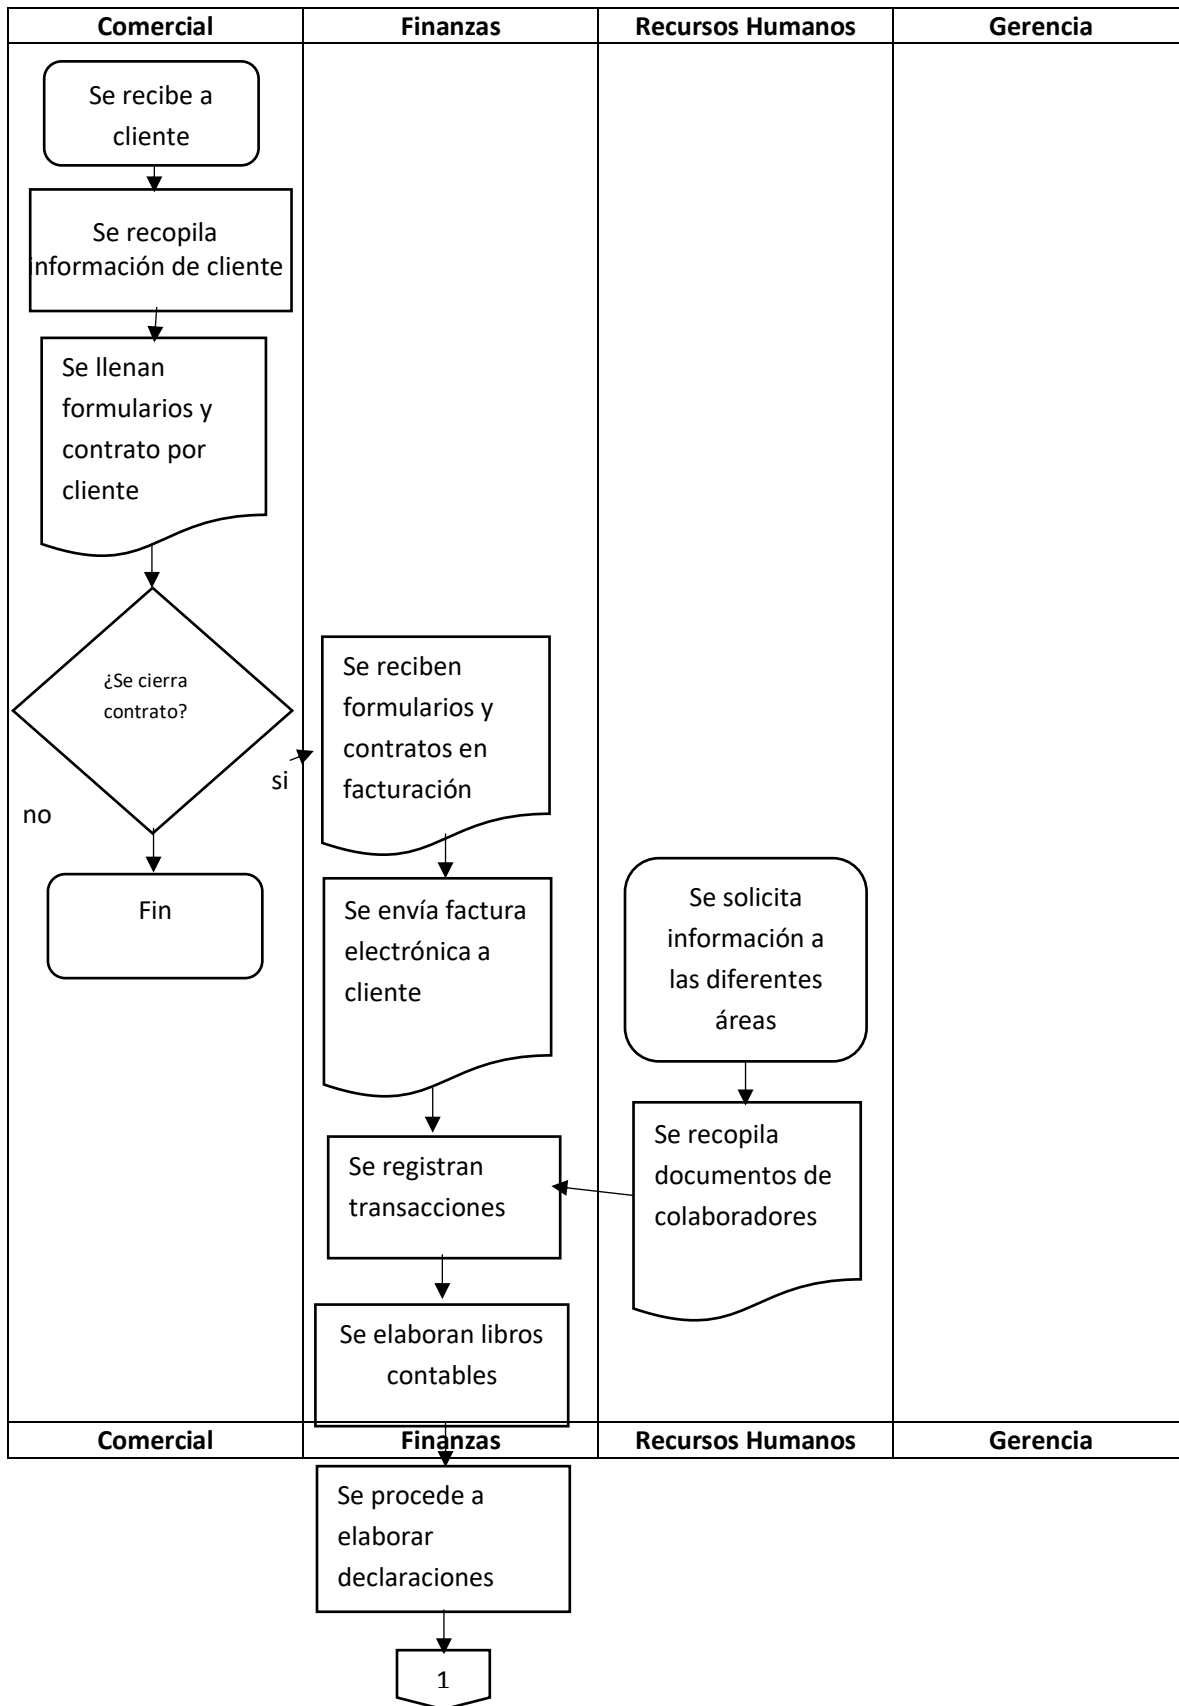 Comercial
Finanzas
Recursos Humanos
Gerencia
Se recibe a
cliente
Se recopila
información de cliente
Se llenan
formularios y
contrato por
cliente
¿Se cierra
contrato?
si
no
Fin
Se reciben
formularios y
contratos en
facturación
Se envía factura
electrónica a
cliente
Se solicita
información a
las diferentes
áreas
Se recopila
documentos de
colaboradores
Se registran
transacciones
Se elaboran libros
contables
Comercial
Finanzas
Recursos Humanos
Gerencia
Se procede a
elaborar
declaraciones
1